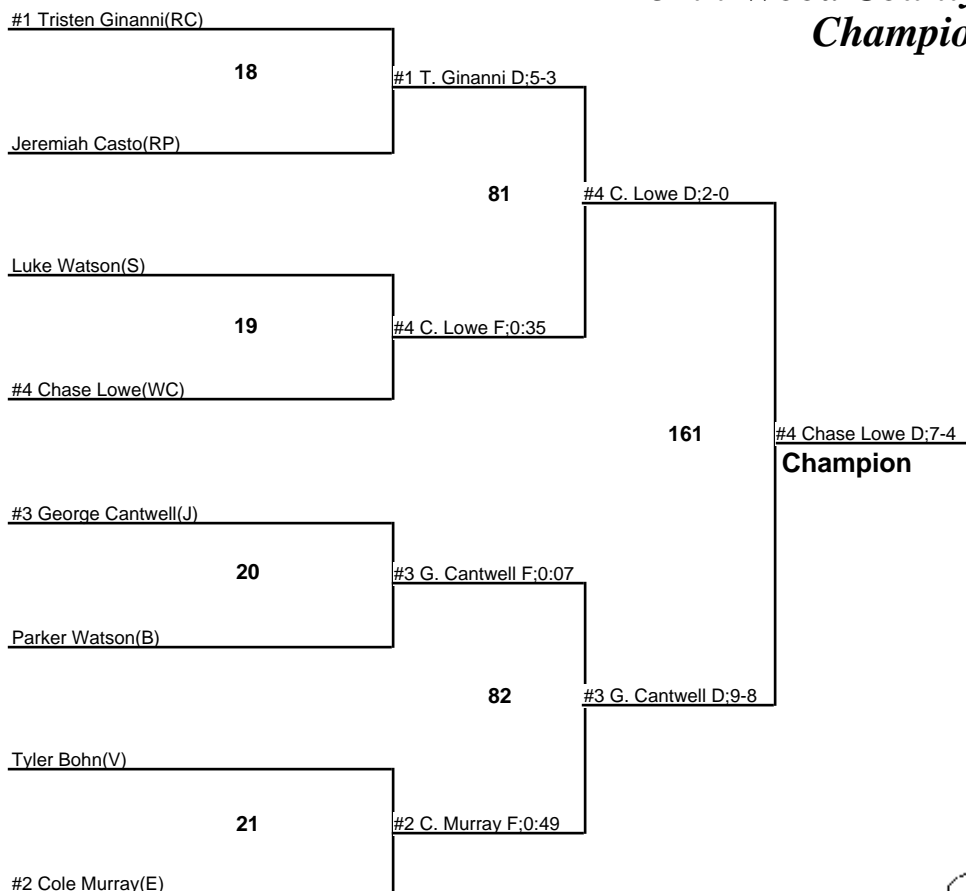 Champio
#1 Tristen Ginanni(RC)
18
#1 T. Ginanni D;5-3
Jeremiah Casto(RP)
81
#4 C. Lowe D;2-0
Luke Watson(S)
19
#4 C. Lowe F;0:35
#4 Chase Lowe(WC)
161
#4 Chase Lowe D;7-4
Champion
#3 George Cantwell(J)
20
#3 G. Cantwell F;0:07
Parker Watson(B)
82
#3 G. Cantwell D;9-8
Tyler Bohn(V)
21
#2 C. Murray F;0:49
#2 Cole Murray(E)